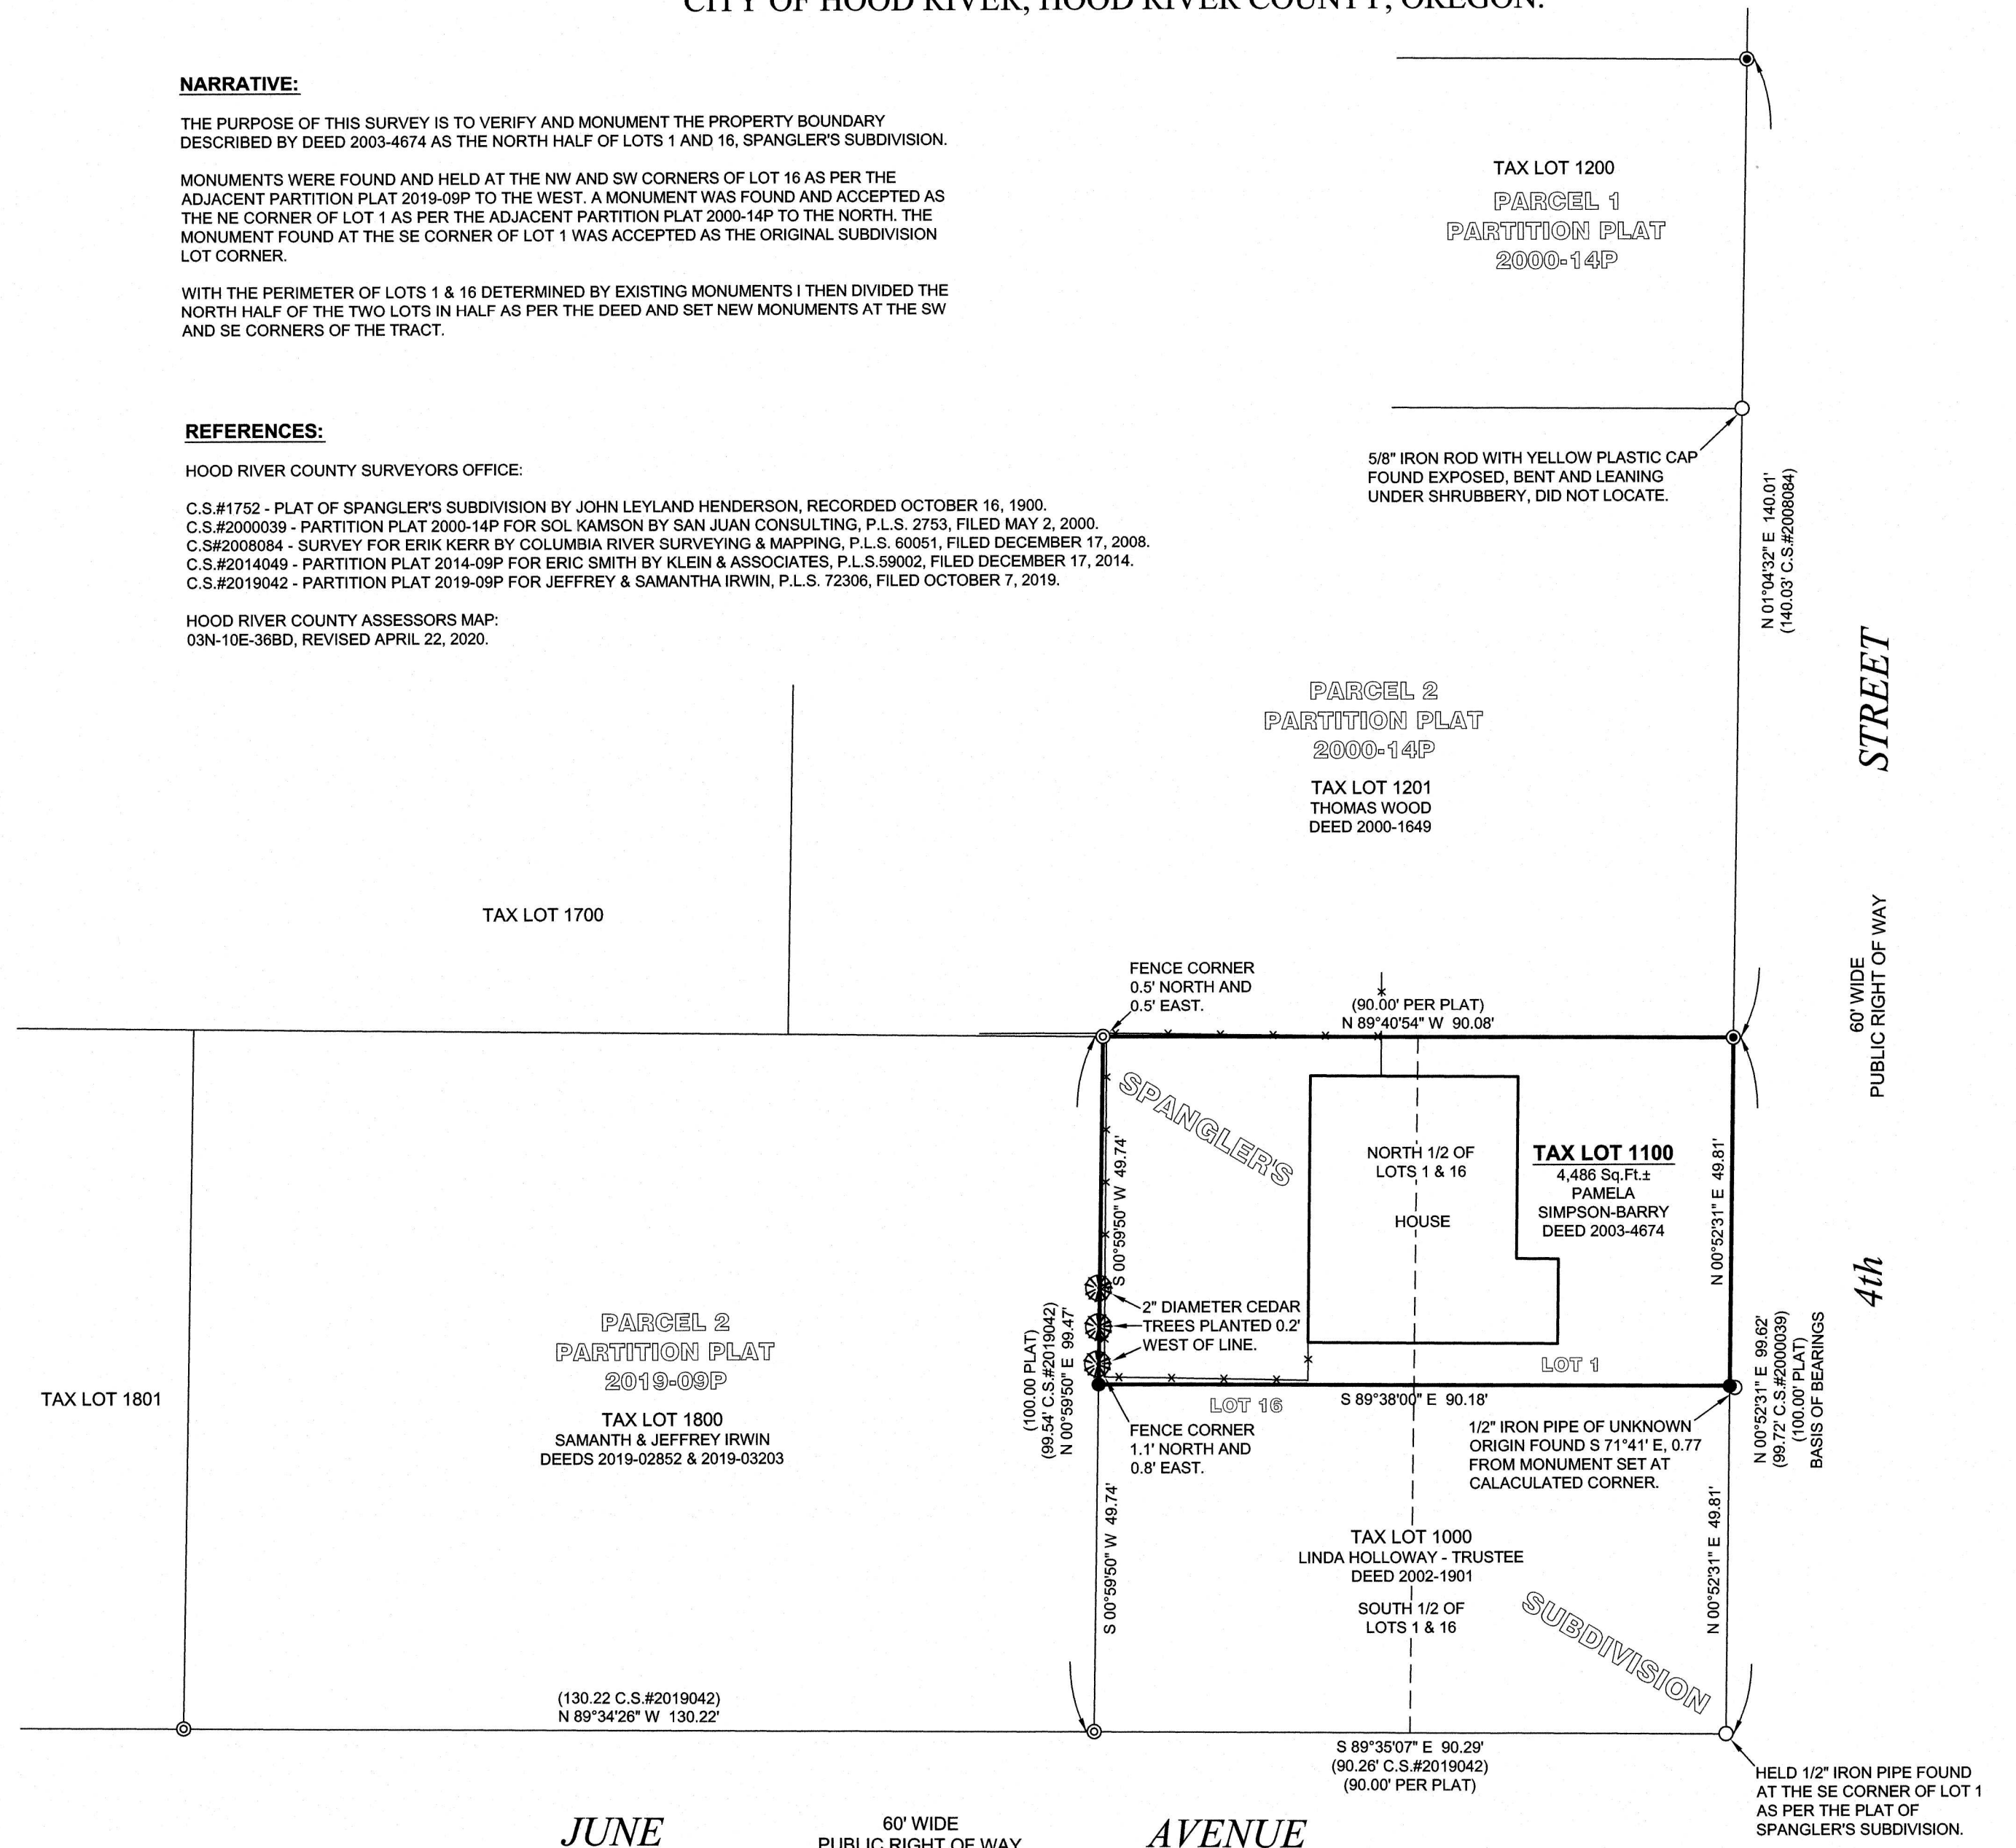 CITY OF HOOD RIVER, HOOD RIVER COUNTY, OREGON.
NARRATIVE:
THE PURPOSE OF THIS SURVEY IS TO VERIFY AND MONUMENT THE PROPERTY BOUNDARY
DESCRIBED BY DEED 2003-4674 AS THE NORTH HALF OF LOTS 1 AND 16, SPANGLER'S SUBDIVISION.
MONUMENTS WERE FOUND AND HELD AT THE NW AND SW CORNERS OF LOT 16 AS PER THE
ADJACENT PARTITION PLAT 2019-09P TO THE WEST. A MONUMENT WAS FOUND AND ACCEPTED AS
THE NE CORNER OF LOT 1 AS PER THE ADJACENT PARTITION PLAT 2000-14P TO THE NORTH. THE
MONUMENT FOUND AT THE SE CORNER OF LOT 1 WAS ACCEPTED AS THE ORIGINAL SUBDIVISION
LOT CORNER.
WITH THE PERIMETER OF LOTS 1 & 16 DETERMINED BY EXISTING MONUMENTS I THEN DIVIDED THE
NORTH HALF OF THE TWO LOTS IN HALF AS PER THE DEED AND SET NEW MONUMENTS AT THE SW
AND SE CORNERS OF THE TRACT.
REFERENCES:
HOOD RIVER COUNTY SURVEYORS OFFICE:
C.S.#1752 - PLAT OF SPANGLER'S SUBDIVISION BY JOHN LEYLAND HENDERSON, RECORDED OCTOBER 16, 1900.
C.S.#2000039 - PARTITION PLAT 2000-14P FOR SOL KAMSON BY SAN JUAN CONSULTING, P.L.S. 2753, FILED MAY 2, 2000.
C.S#2008084 - SURVEY FOR ERIK KERR BY COLUMBIA RIVER SURVEYING & MAPPING, P.L.S. 60051, FILED DECEMBER 17, 2008.
C.S.#2014049 - PARTITION PLAT 2014-09P FOR ERIC SMITH BY KLEIN & ASSOCIATES, P.L.S.59002, FILED DECEMBER 17, 2014.
C.S.#2019042 - PARTITION PLAT 2019-09P FOR JEFFREY & SAMANTHA IRWIN, P.L.S. 72306, FILED OCTOBER 7, 2019.
HOOD RIVER COUNTY ASSESSORS MAP:
03N-10E-36BD, REVISED APRIL 22, 2020.
TAX LOT 1200
PARCEL 1
PARTITION PLAT
2000-14P
5/8" IRON ROD WITH YELLOW PLASTIC CAP
FOUND EXPOSED, BENT AND LEANING
UNDER SHRUBBERY, DID NOT LOCATE.
N 01°04'32" E 140.01'
(140.03' C.S.#2008084)
STREET
PARCEL 2
PARTITION PLAT
2000-14P
TAX LOT 1201
THOMAS WOOD
DEED 2000-1649
TAX LOT 1700
60' WIDE
PUBLIC RIGHT OF WAY
4th
FENCE CORNER
0.5' NORTH AND
0.5' EAST.
(90.00' PER PLAT)
N 89°40'54" W 90.08'
SPANGLER'S
S 00°59'50" W 49.74'
NORTH 1/2 OF
LOTS 1 & 16
HOUSE
TAX LOT 1100
4,486 Sq.Ft.±
PAMELA
SIMPSON-BARRY
DEED 2003-4674
N 00°52'31" E 49.81'
2" DIAMETER CEDAR
TREES PLANTED 0.2'
WEST OF LINE.
(100.00 PLAT)
(99.54' C.S.#2019042)
N 00°59'50" E 99.47'
LOT 1
LOT 16
S 89°38'00" E 90.18'
N 00°52'31" E 99.62'
(99.72' C.S.#2000039)
(100.00' PLAT)
BASIS OF BEARINGS
PARCEL 2
PARTITION PLAT
2019-09P
TAX LOT 1800
SAMANTH & JEFFREY IRWIN
DEEDS 2019-02852 & 2019-03203
TAX LOT 1801
FENCE CORNER
1.1' NORTH AND
0.8' EAST.
1/2" IRON PIPE OF UNKNOWN
ORIGIN FOUND S 71°41' E, 0.77
FROM MONUMENT SET AT
CALACULATED CORNER.
S 00°59'50" W 49.74'
TAX LOT 1000
LINDA HOLLOWAY - TRUSTEE
DEED 2002-1901
SOUTH 1/2 OF
LOTS 1 & 16
N 00°52'31" E 49.81'
SUBDIVISION
(130.22 C.S.#2019042)
N 89°34'26" W 130.22'
S 89°35'07" E 90.29'
(90.26' C.S.#2019042)
(90.00' PER PLAT)
HELD 1/2" IRON PIPE FOUND
AT THE SE CORNER OF LOT 1
AS PER THE PLAT OF
SPANGLER'S SUBDIVISION.
JUNE
60' WIDE
PUBLIC RIGHT OF WAY
AVENUE